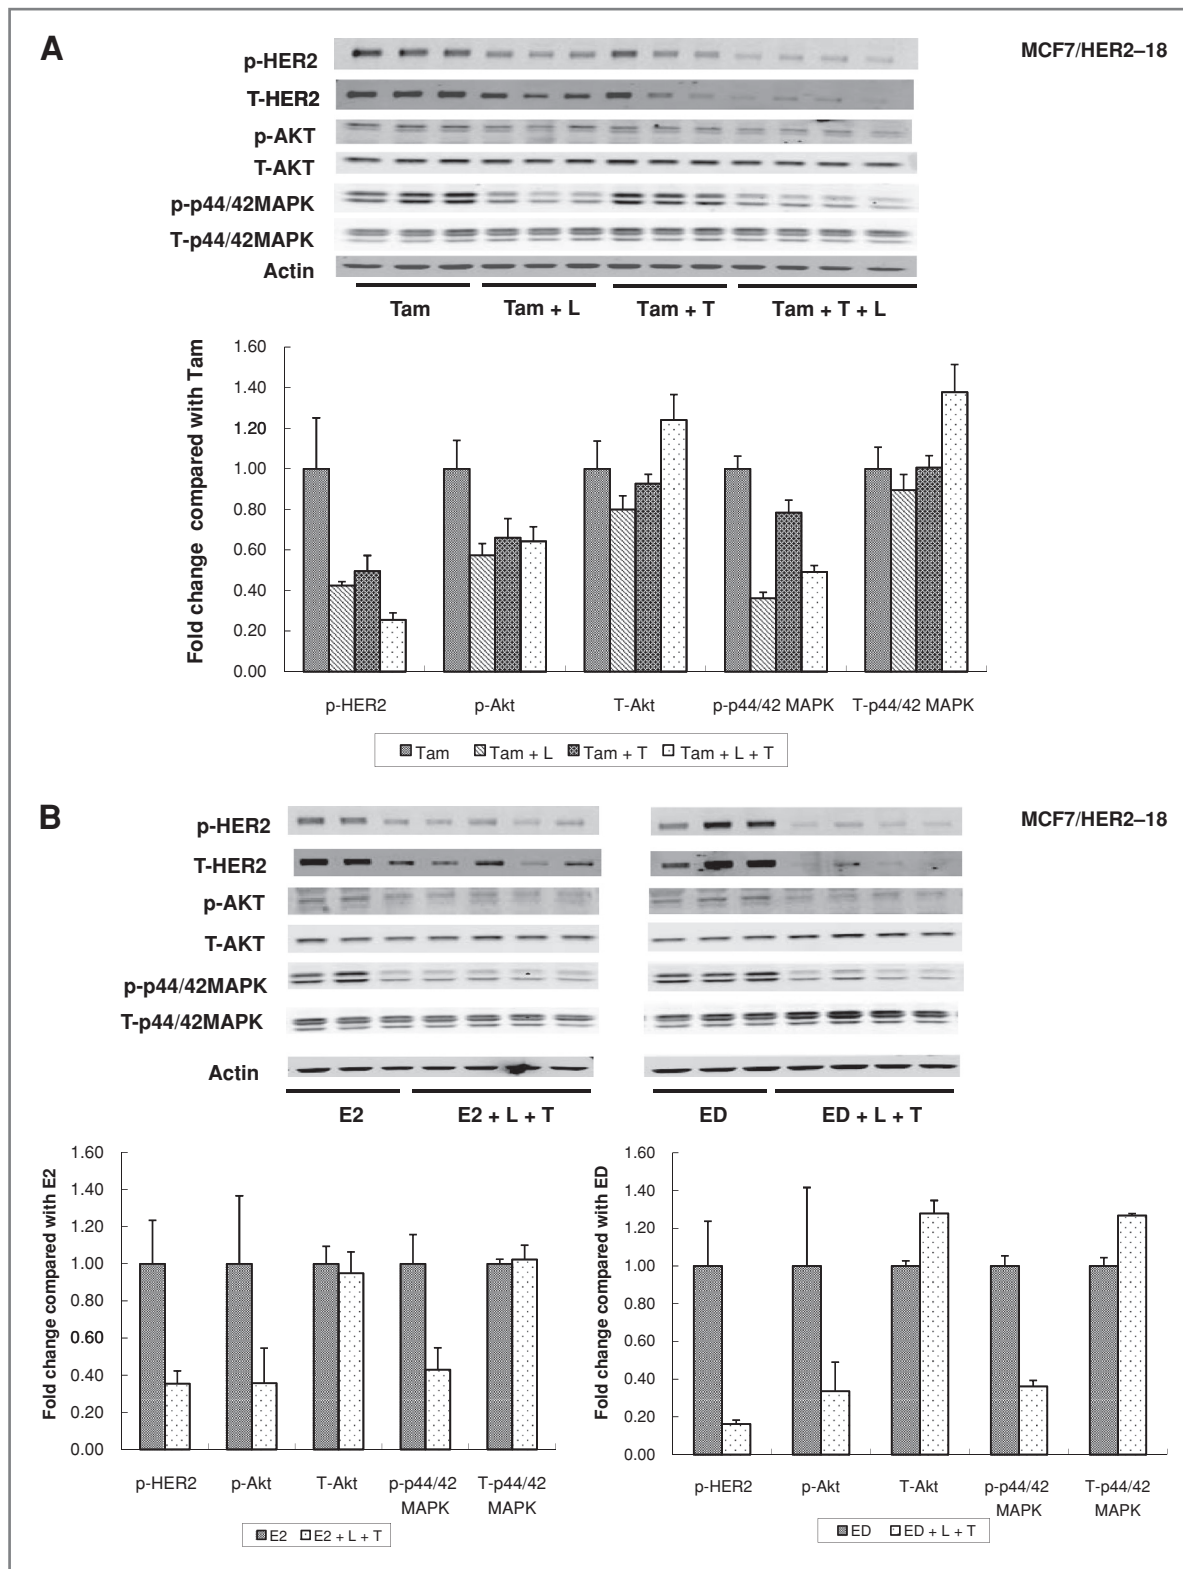 A
MCF7/HER2–18
p-HER2
T-HER2
p-AKT
T-AKT
p-p44/42MAPK
T-p44/42MAPK
Actin
Tam Tam + L Tam + T Tam + T + L
Fold change compared with Tam
1.60
1.40
1.20
1.00
0.80
0.60
0.40
0.20
0.00
p-HER2 p-Akt T-Akt p-p44/42 MAPK T-p44/42 MAPK
Tam Tam + L Tam + T Tam + L + T
B
MCF7/HER2–18
p-HER2
T-HER2
p-AKT
T-AKT
p-p44/42MAPK
T-p44/42MAPK
Actin
E2 E2 + L + T ED ED + L + T
Fold change compared with E2
1.60
1.40
1.20
1.00
0.80
0.60
0.40
0.20
0.00
p-HER2 p-Akt T-Akt p-p44/42 T-p44/42
MAPK MAPK
E2 E2 + L + T
Fold change compared with ED
1.60
1.40
1.20
1.00
0.80
0.60
0.40
0.20
0.00
p-HER2 p-Akt T-Akt p-p44/42 T-p44/42
MAPK MAPK
ED ED + L + T